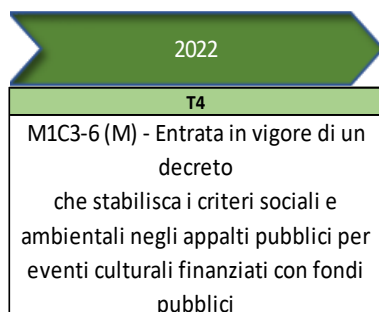 2022
T4
M1C3-6 (M) - Entrata in vigore di un
decreto
che stabilisca i criteri sociali e
ambientali negli appalti pubblici per
eventi culturali finanziati con fondi
pubblici